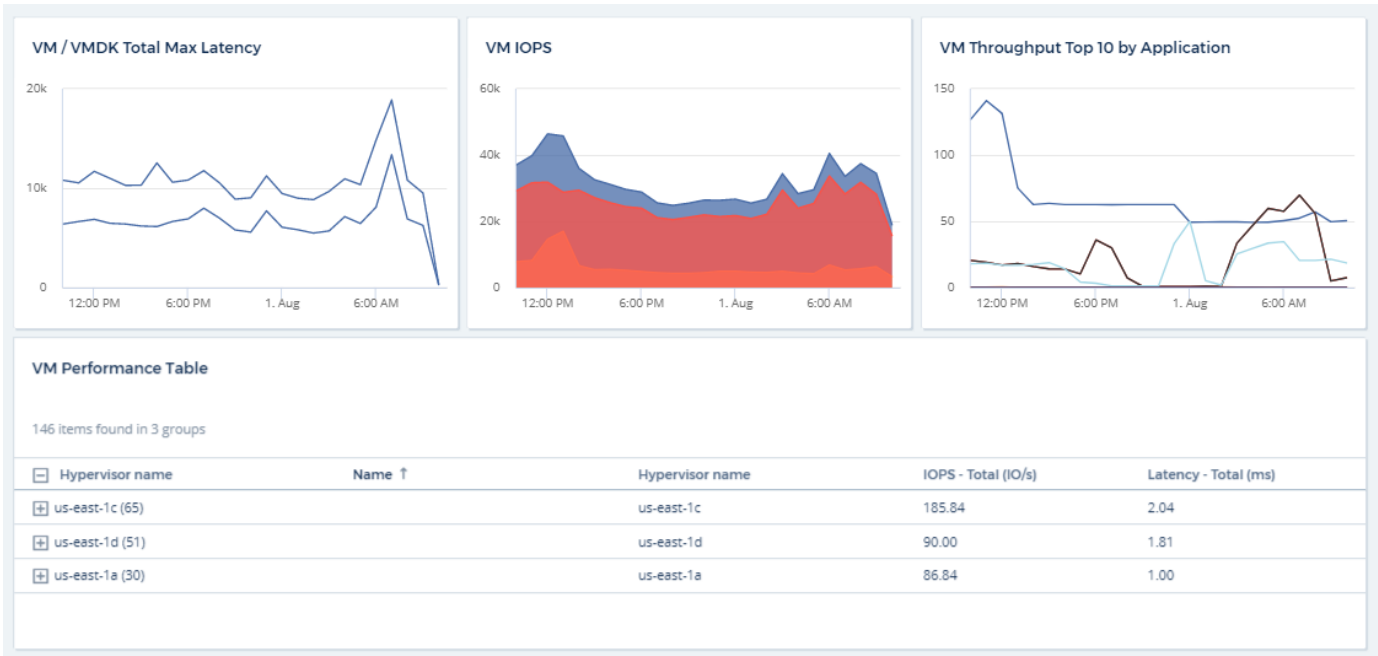 VM / VMDK Total Max Latency
20k
10k
0
12:00 PM 6:00 PM 1. Aug 6:00 AM
VM IOPS
60k
40k
20k
0
12:00 PM 6:00 PM 1. Aug 6:00 AM
VM Throughput Top 10 by Application
150
100
50
0
12:00 PM 6:00 PM 1. Aug 6:00 AM
VM Performance Table
146 items found in 3 groups
Hypervisor name Name ↑ Hypervisor name IOPS - Total (IO/s) Latency - Total (ms)
us-east-1c (65) us-east-1c 185.84 2.04
us-east-1d (51) us-east-1d 90.00 1.81
us-east-1a (30) us-east-1a 86.84 1.00